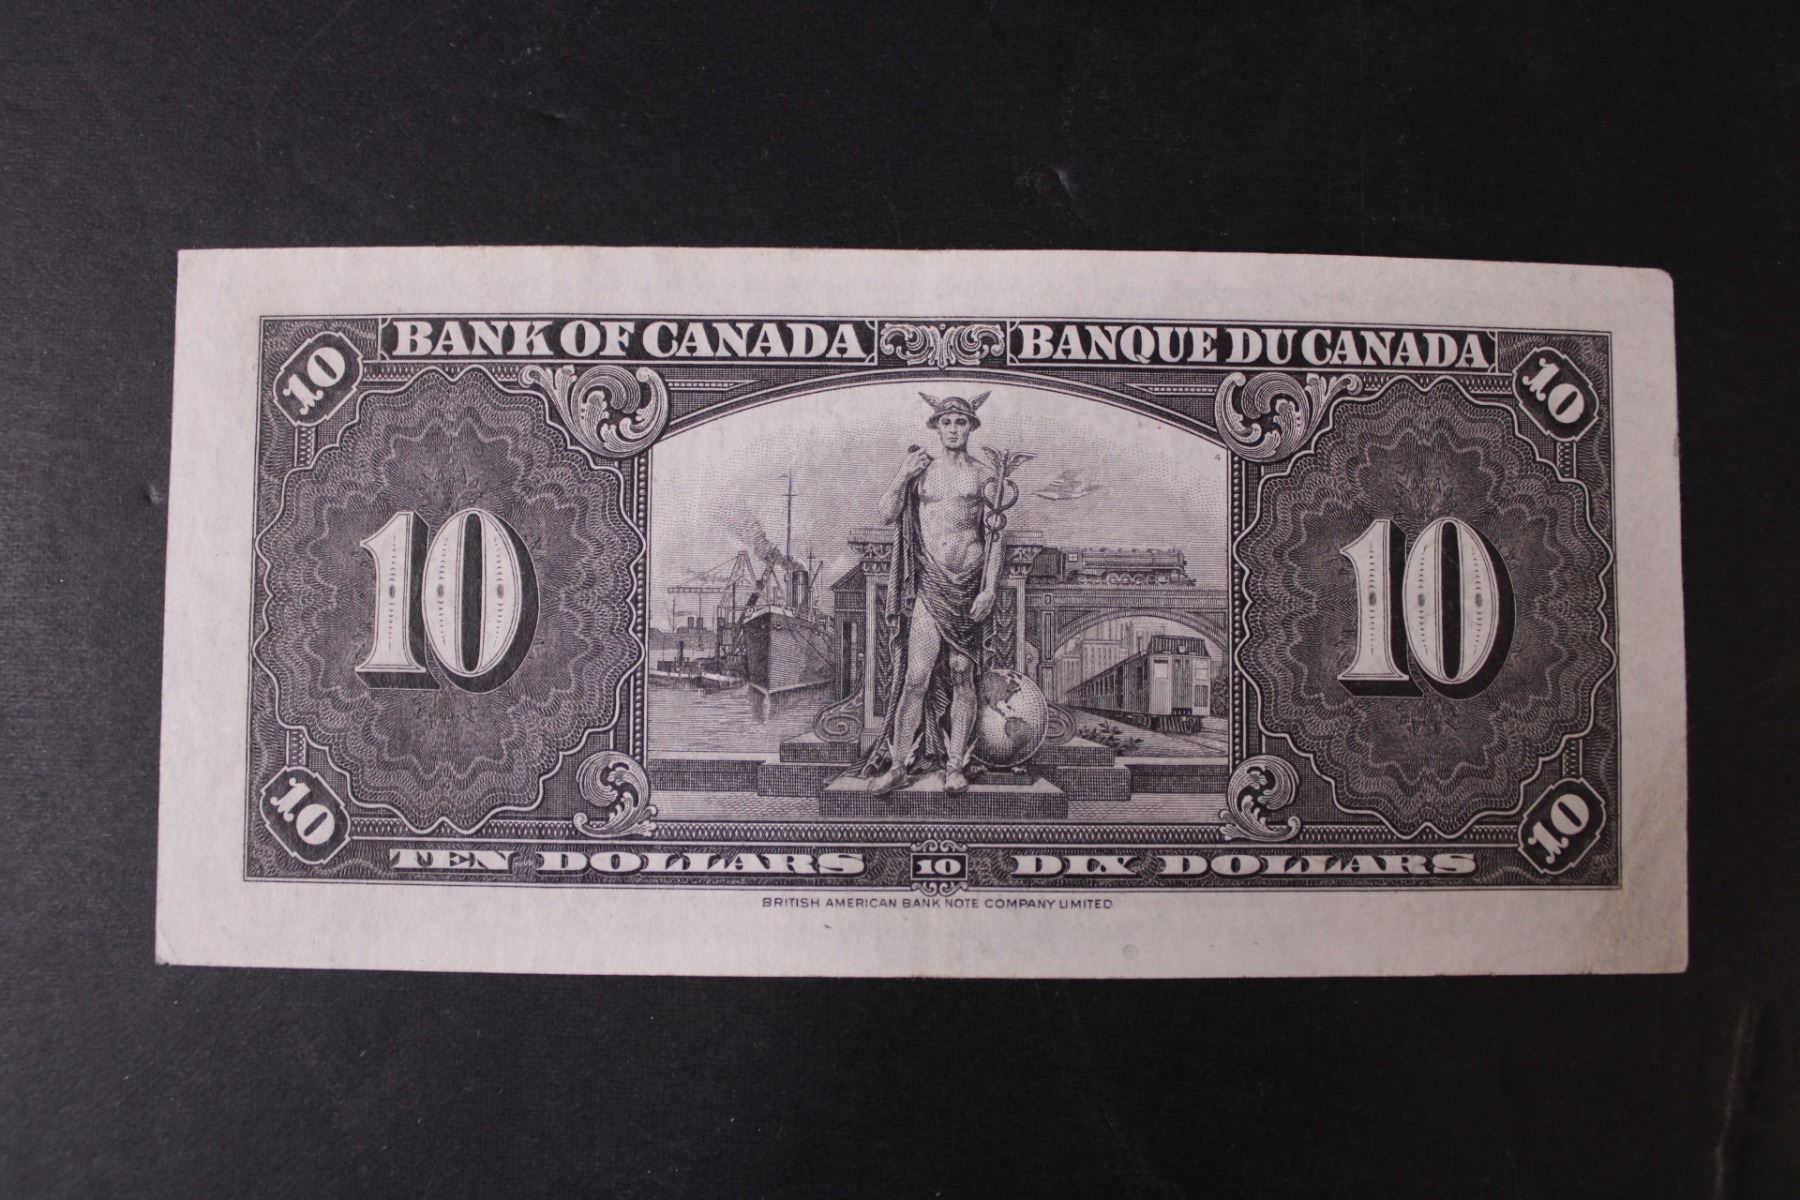 10 BANK OF CANADA BANQUE DU CANADA 10
4
10 10
10 TEN DOLLARS 10 DIX DOLLARS 10
BRITISH AMERICAN BANK NOTE COMPANY LIMITED